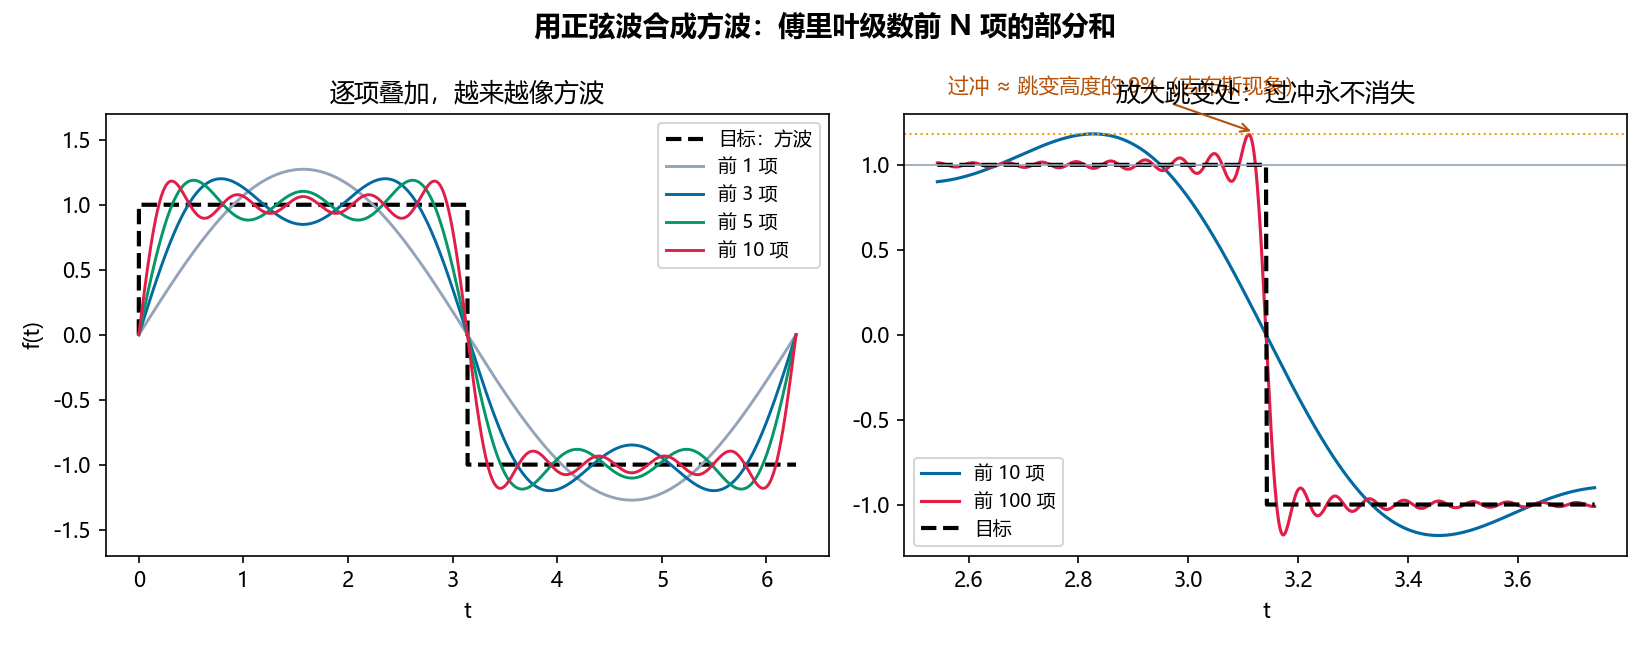 用正弦波合成方波：傅里叶级数前 N 项的部分和
逐项叠加，越来越像方波
f(t)
1.5
1.0
0.5
0.0
-0.5
-1.0
-1.5
0 1 2 3 4 5 6
t
目标：方波
前 1 项
前 3 项
前 5 项
前 10 项
过冲 ≈ 跳变高度的 9%（吉布斯现象）
放大跳变处：过冲永不消失
1.0
0.5
0.0
-0.5
-1.0
2.6 2.8 3.0 3.2 3.4 3.6
t
前 10 项
前 100 项
目标